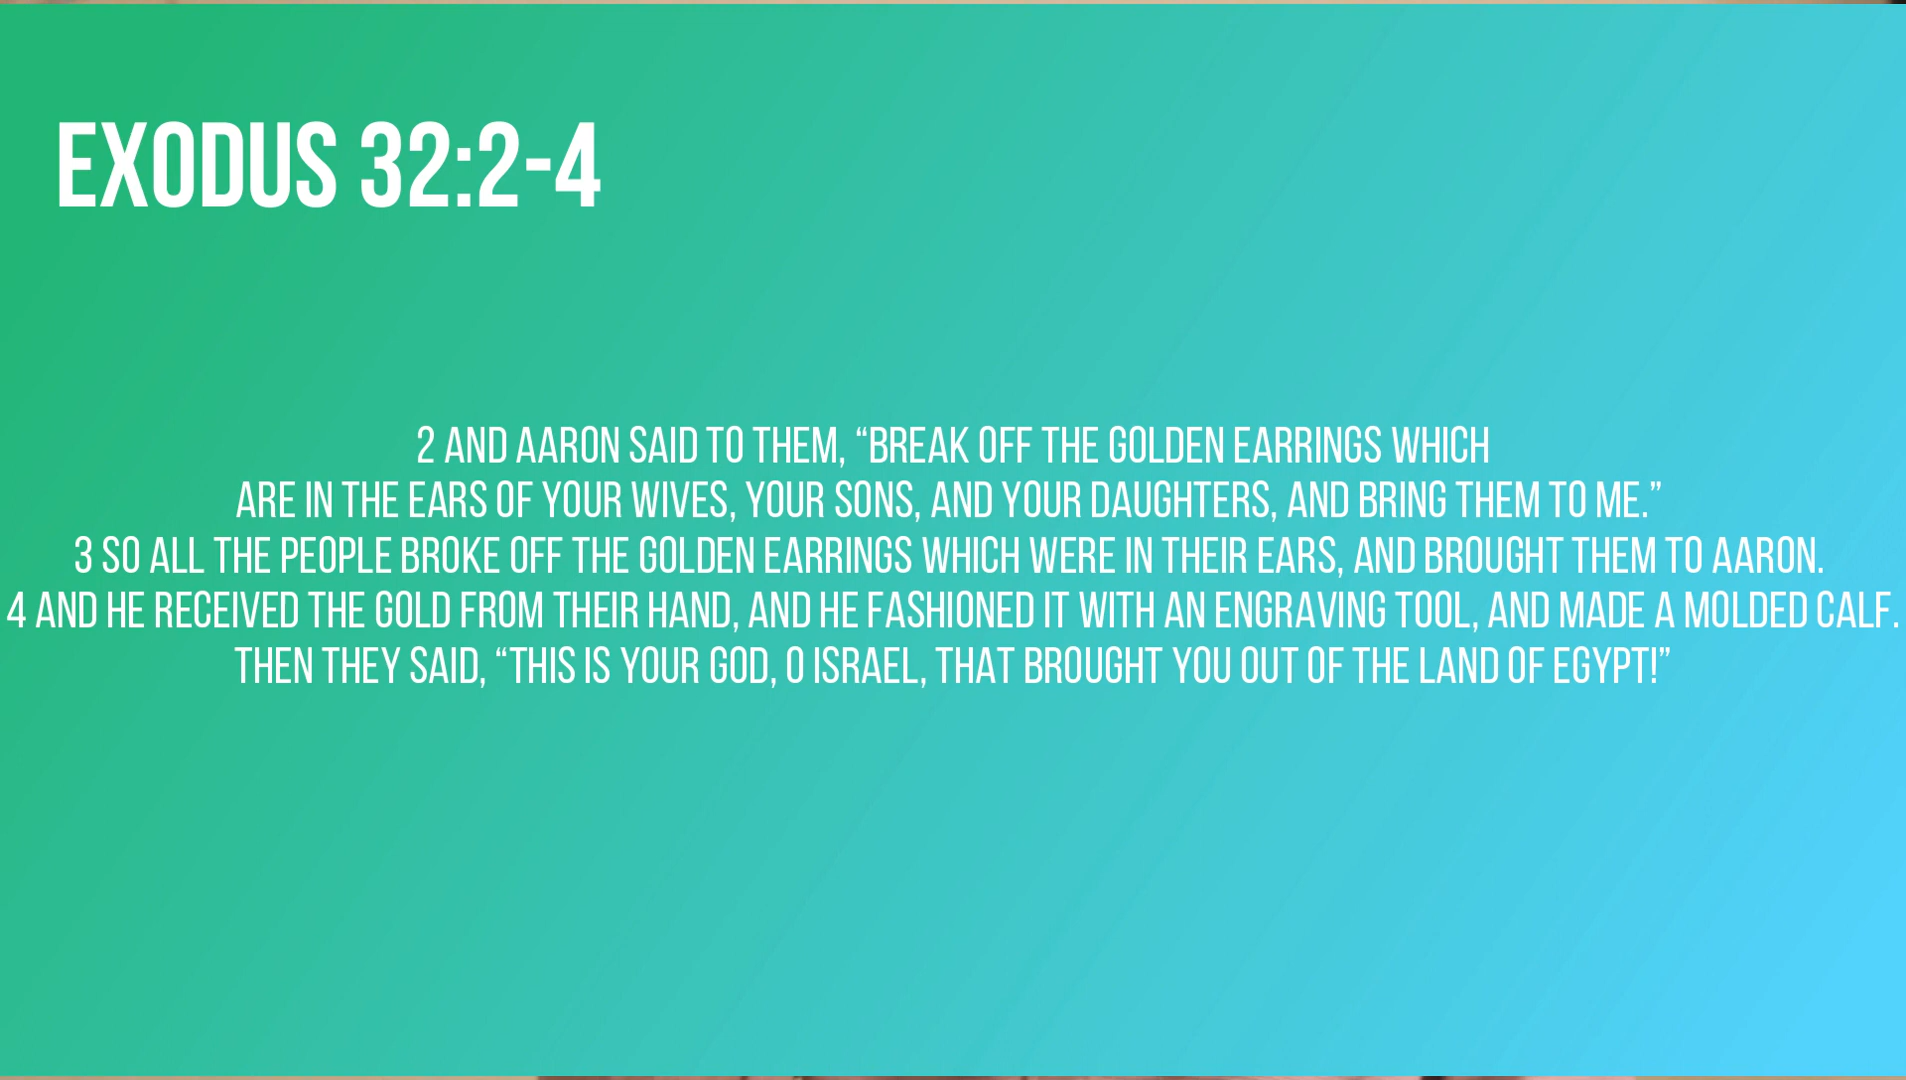 EXODUS 32:2-4
2 AND AARON SAID TO THEM, “BREAK OFF THE GOLDEN EARRINGS WHICH
ARE IN THE EARS OF YOUR WIVES, YOUR SONS, AND YOUR DAUGHTERS, AND BRING THEM TO ME.”
3 SO ALL THE PEOPLE BROKE OFF THE GOLDEN EARRINGS WHICH WERE IN THEIR EARS, AND BROUGHT THEM TO AARON.
4 AND HE RECEIVED THE GOLD FROM THEIR HAND, AND HE FASHIONED IT WITH AN ENGRAVING TOOL, AND MADE A MOLDED CALF.
THEN THEY SAID, “THIS IS YOUR GOD, O ISRAEL, THAT BROUGHT YOU OUT OF THE LAND OF EGYPT!”